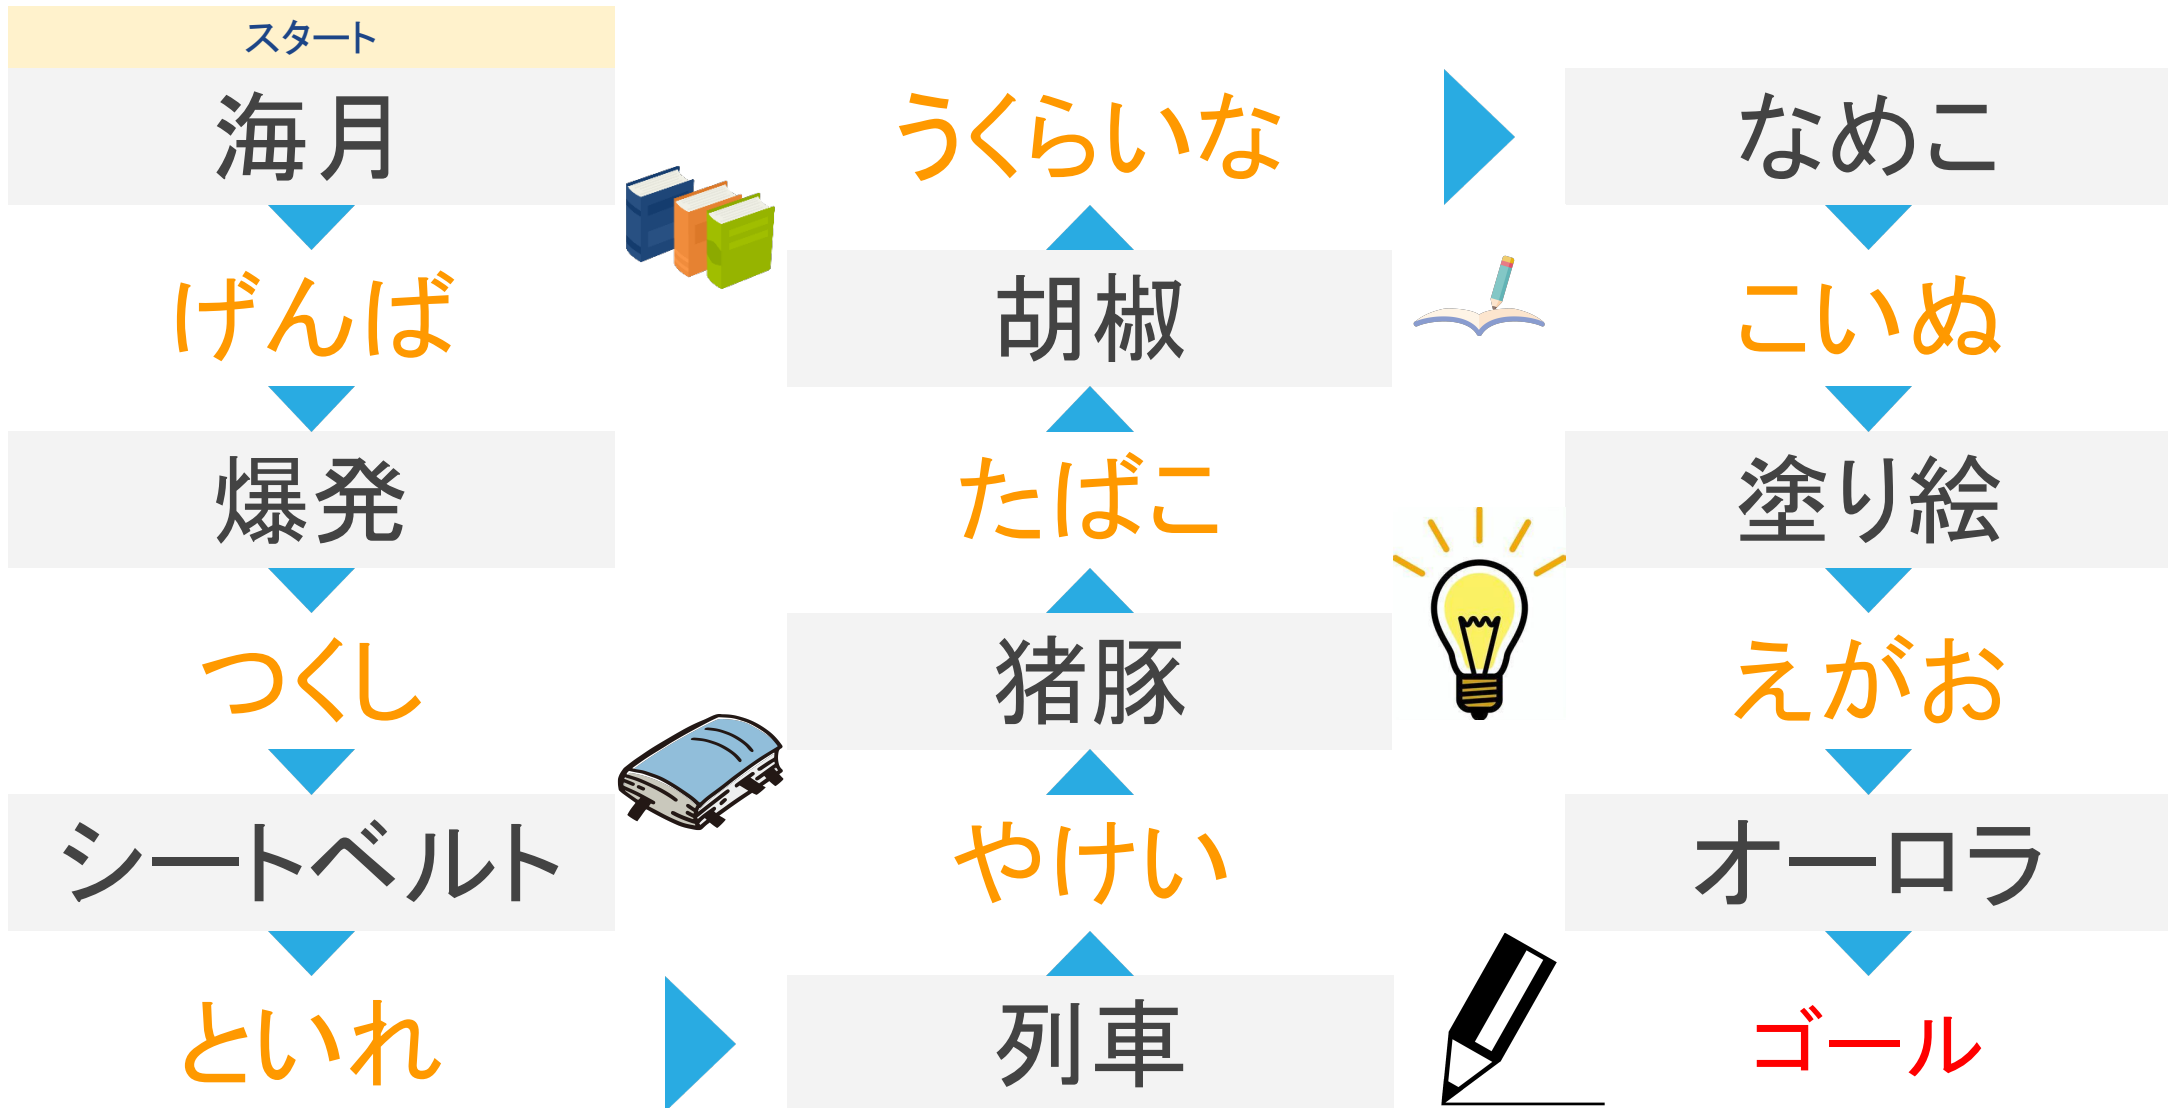 スタート
海月
げんば
爆発
つくし
シートベルト
といれ
列車
やけい
猪豚
たばこ
胡椒
うくらいな
なめこ
こいぬ
塗り絵
えがお
オーロラ
ゴール